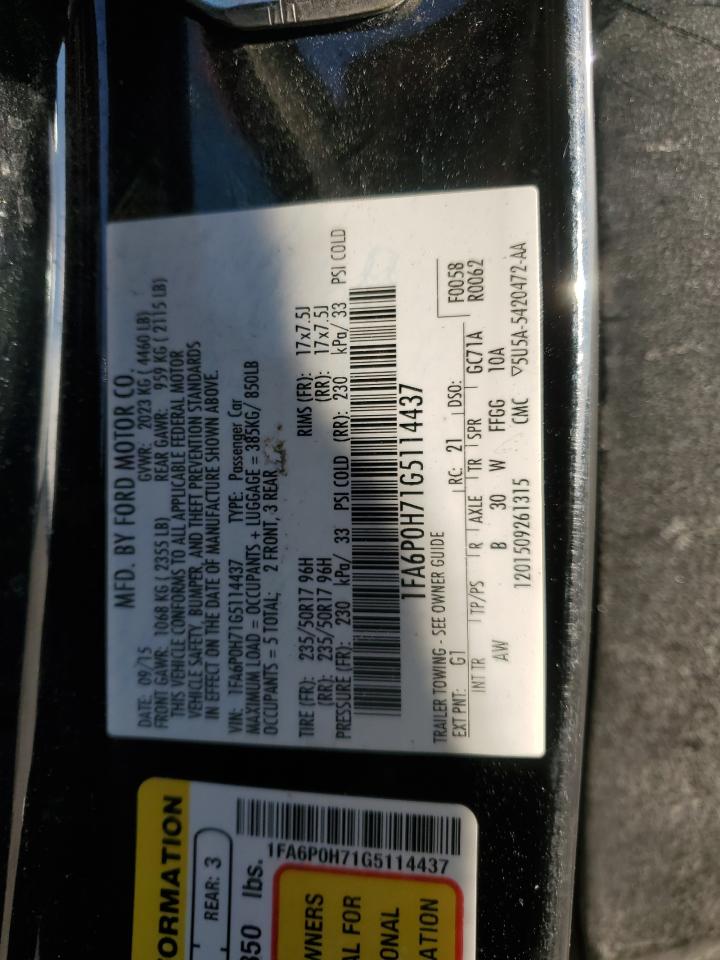 MFD. BY FORD MOTOR CO.
DATE: 09/15 GVWR: 2023 KG ( 4460 LB)
FRONT GAWR: 1068 KG ( 2355 LB) REAR GAWR: 959 KG ( 2115 LB)
THIS VEHICLE CONFORMS TO ALL APPLICABLE FEDERAL MOTOR
VEHICLE SAFETY, BUMPER, AND THEFT PREVENTION STANDARDS
IN EFFECT ON THE DATE OF MANUFACTURE SHOWN ABOVE.
VIN: 1FA6P0H71G5114437 TYPE: Passenger Car
MAXIMUM LOAD = OCCUPANTS + LUGGAGE = 385KG/ 850LB
OCCUPANTS = 5 TOTAL; 2 FRONT, 3 REAR
TIRE (FR): 235/50R17 96H RIMS (FR): 17x7.5J
(RR): 235/50R17 96H (RR): 17x7.5J
PRESSURE (FR): 230 kPa/ 33 PSI COLD (RR): 230 kPa/ 33 PSI COLD
1FA6P0H71G5114437
TRAILER TOWING - SEE OWNER GUIDE
EXT PNT: G1 RC: 21 DSO: F0058
R0062
INT TR TP/PS R AXLE TR SPR GC71A
AW B 30 W FFGG 10A
1201509261315 CMC ▽5U5A-5420472-AA
FORMATION
REAR: 3
850 lbs.
1FA6P0H71G5114437
WNERS
AL FOR
ONAL
ATION